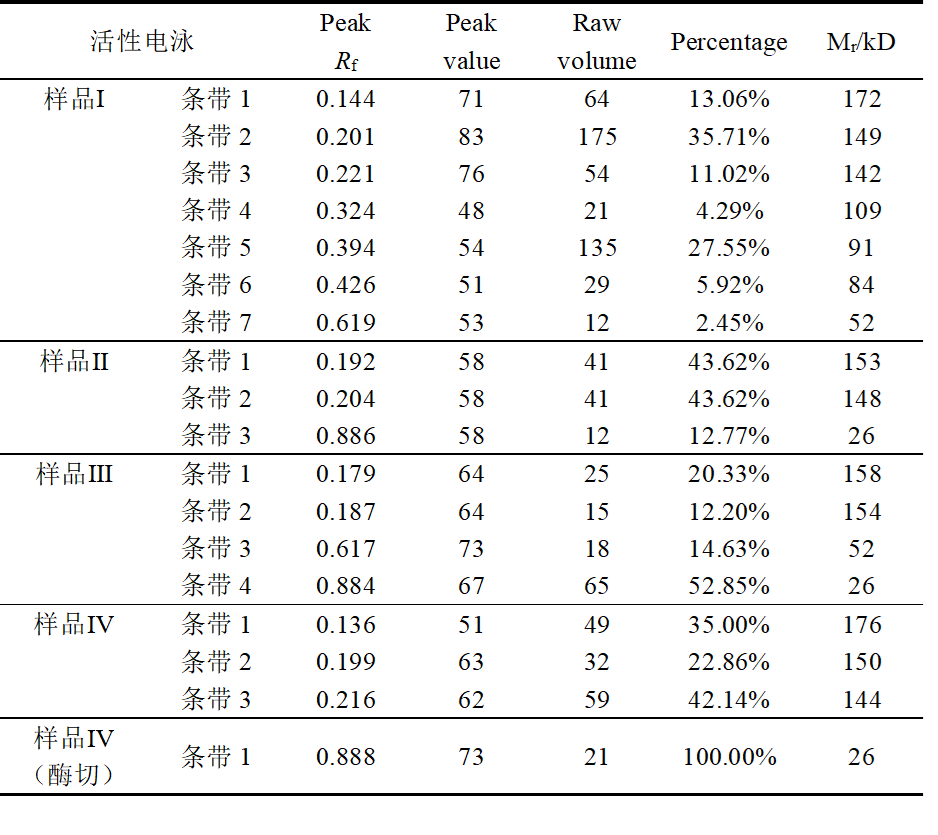 活性电泳 Peak Rf Peak value Raw volume Percentage Mr/kD
样品I 条带 1 0.144 71 64 13.06% 172
条带 2 0.201 83 175 35.71% 149
条带 3 0.221 76 54 11.02% 142
条带 4 0.324 48 21 4.29% 109
条带 5 0.394 54 135 27.55% 91
条带 6 0.426 51 29 5.92% 84
条带 7 0.619 53 12 2.45% 52
样品II 条带 1 0.192 58 41 43.62% 153
条带 2 0.204 58 41 43.62% 148
条带 3 0.886 58 12 12.77% 26
样品III 条带 1 0.179 64 25 20.33% 158
条带 2 0.187 64 15 12.20% 154
条带 3 0.617 73 18 14.63% 52
条带 4 0.884 67 65 52.85% 26
样品IV 条带 1 0.136 51 49 35.00% 176
条带 2 0.199 63 32 22.86% 150
条带 3 0.216 62 59 42.14% 144
样品IV（酶切） 条带 1 0.888 73 21 100.00% 26